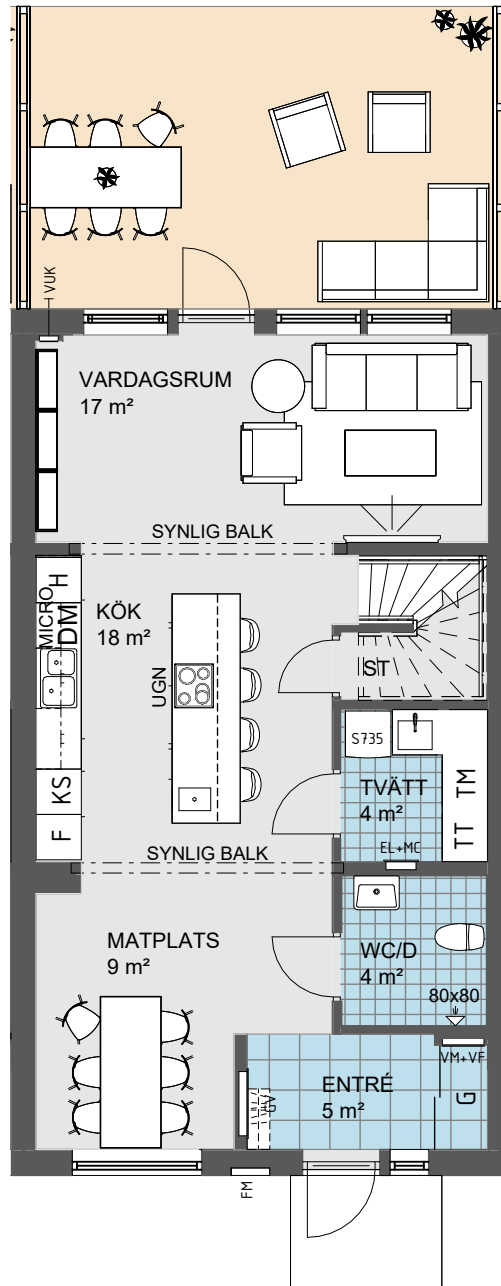 VUK
VARDAGSRUM
17 m²
SYNLIG BALK
MICRO
DM
H
KÖK
18 m²
UGN
ST
KS
F
S735
TVÄTT
4 m²
TM
TT
EL+MC
SYNLIG BALK
MATPLATS
9 m²
WC/D
4 m²
80x80
VM+VF
ENTRÉ
5 m²
G
GV
FM